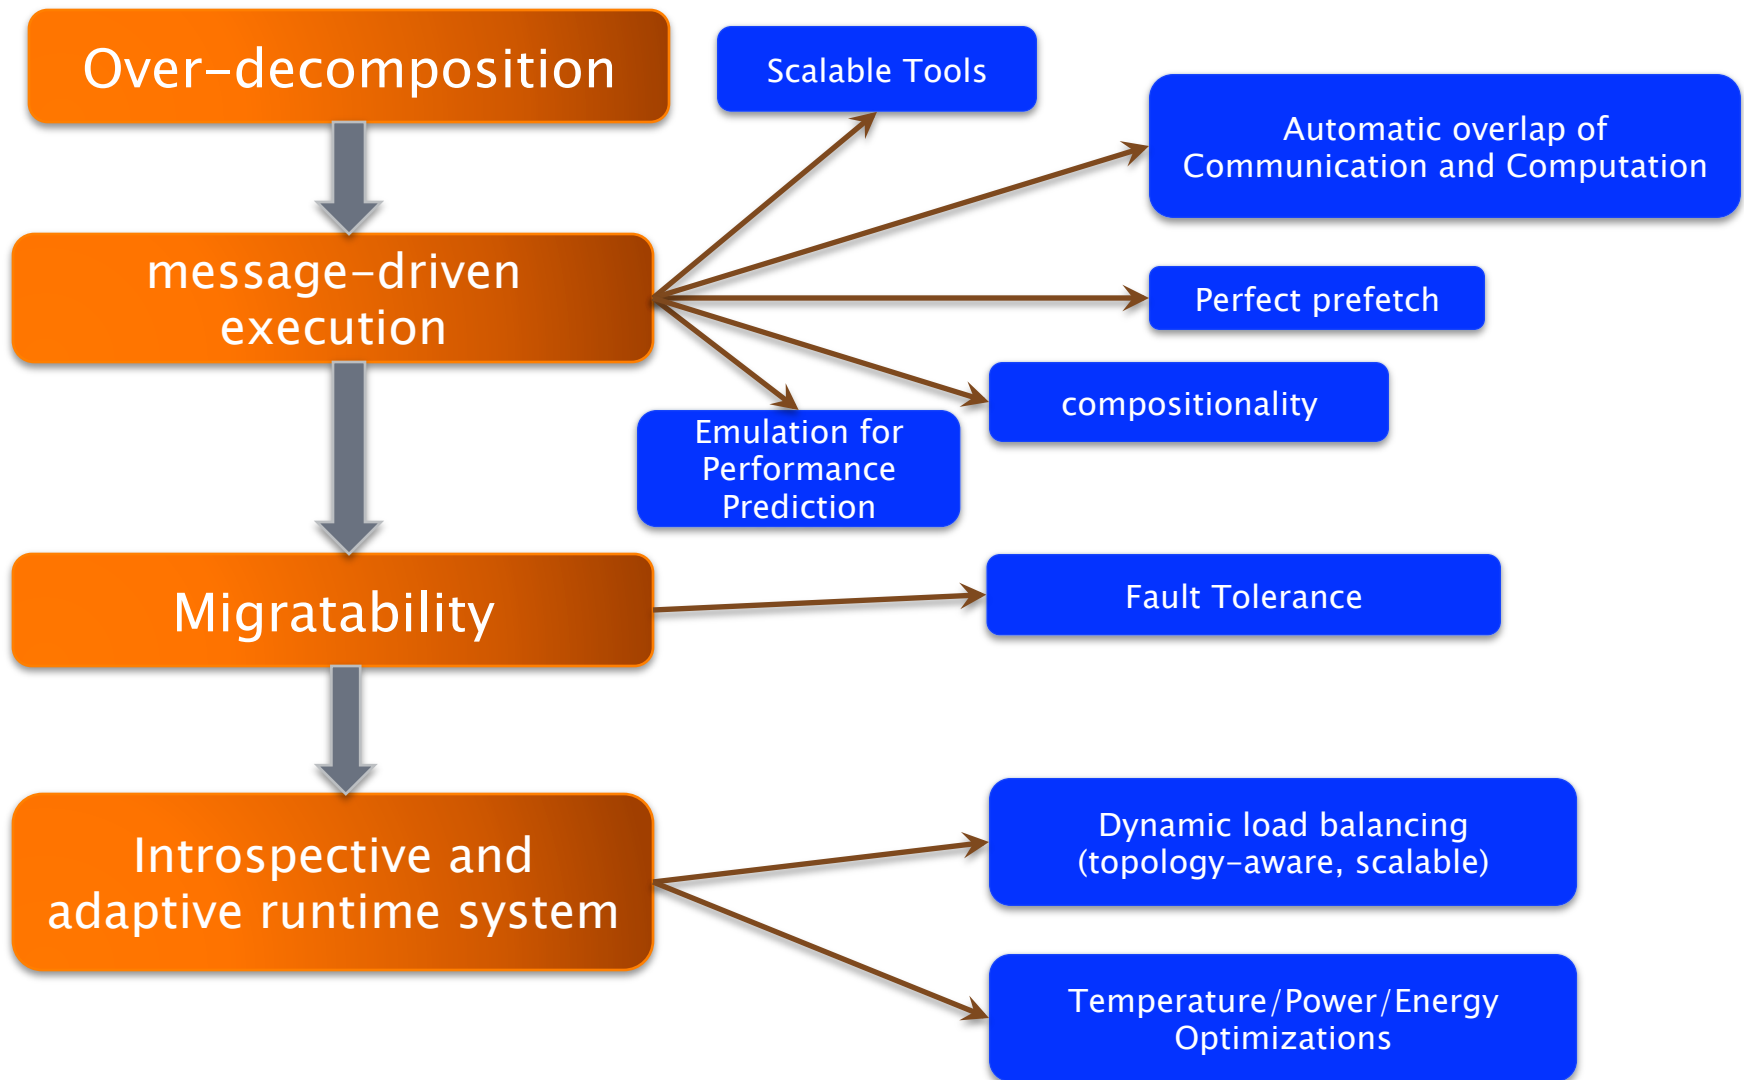 Over-decomposition
Scalable Tools
Automatic overlap of
Communication and Computation
message-driven
execution
Perfect prefetch
compositionality
Emulation for
Performance
Prediction
Migratability
Fault Tolerance
Introspective and
adaptive runtime system
Dynamic load balancing
(topology-aware, scalable)
Temperature/Power/Energy
Optimizations